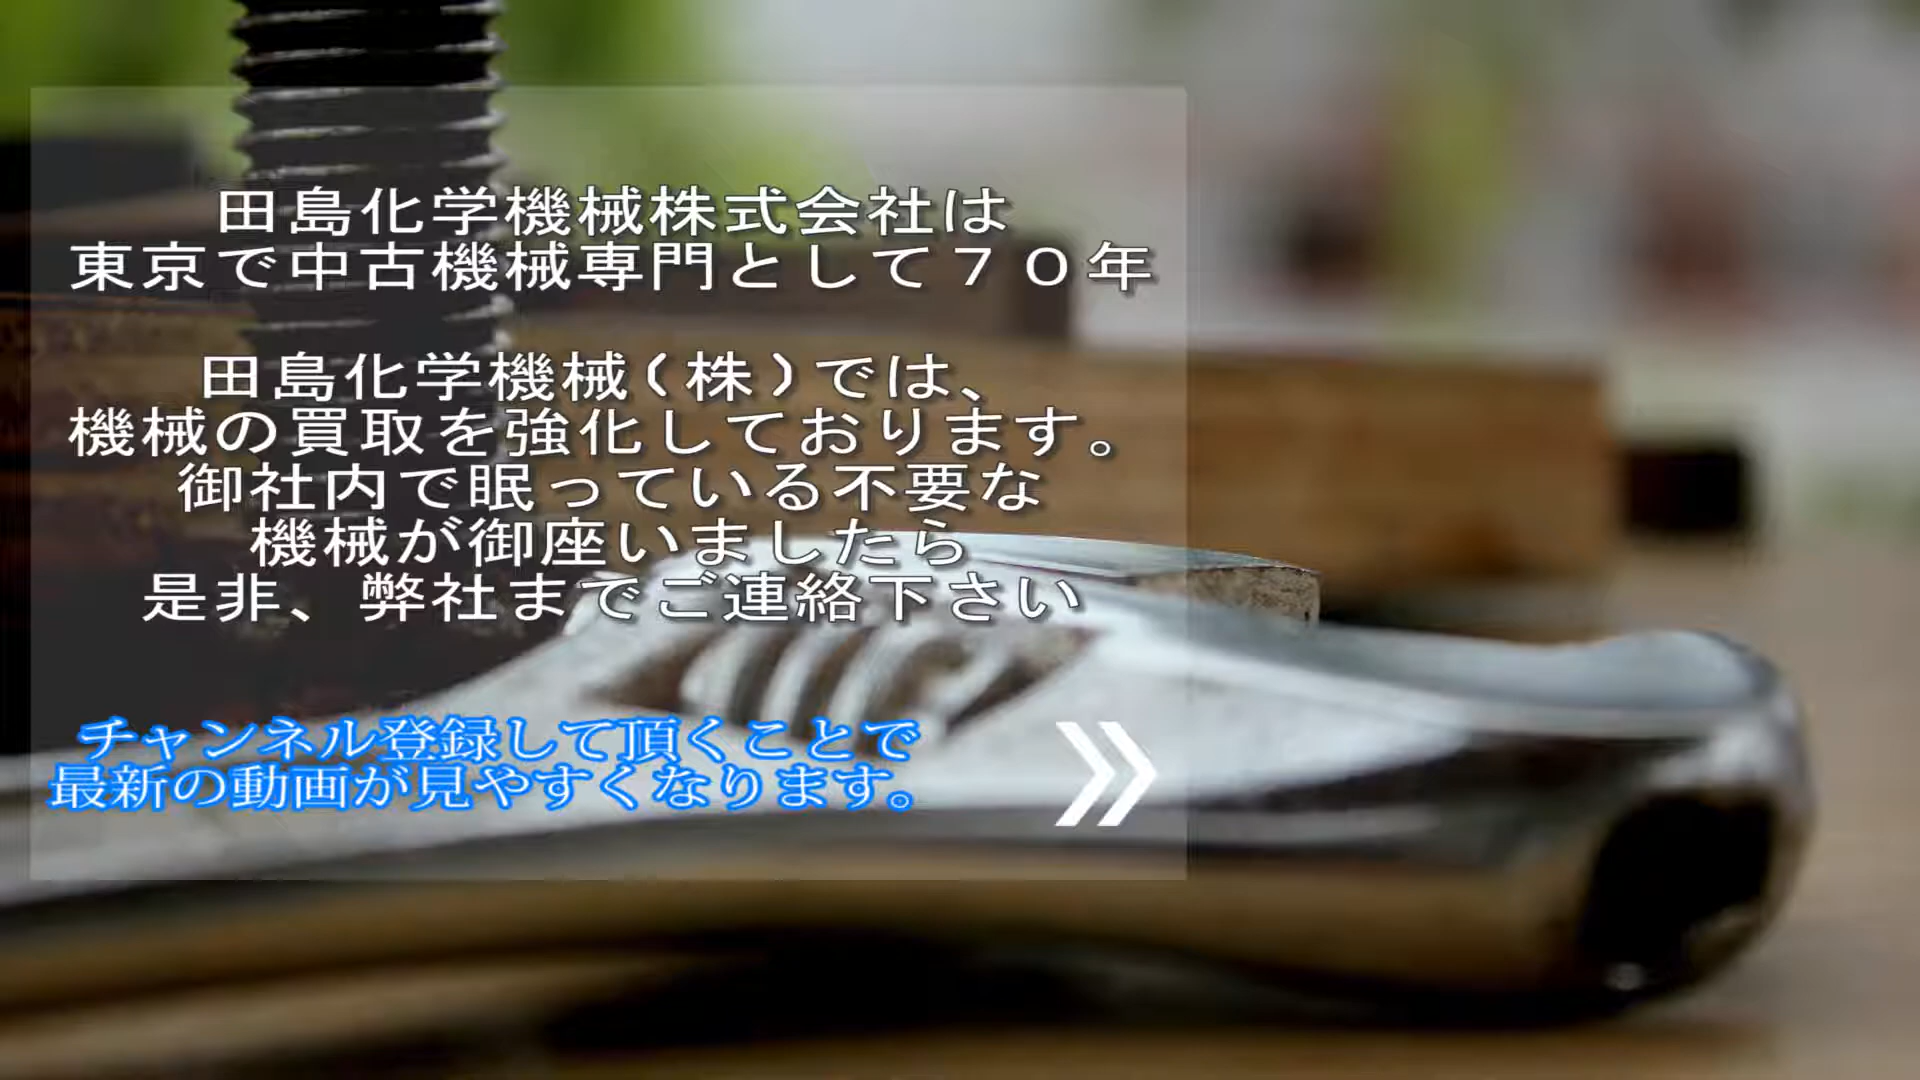 田島化学機械株式会社は
東京で中古機械専門として７０年
田島化学機械(株)では、
機械の買取を強化しております。
御社内で眠っている不要な
機械が御座いましたら
是非、弊社までご連絡下さい
チャンネル登録して頂くことで
最新の動画が見やすくなります。